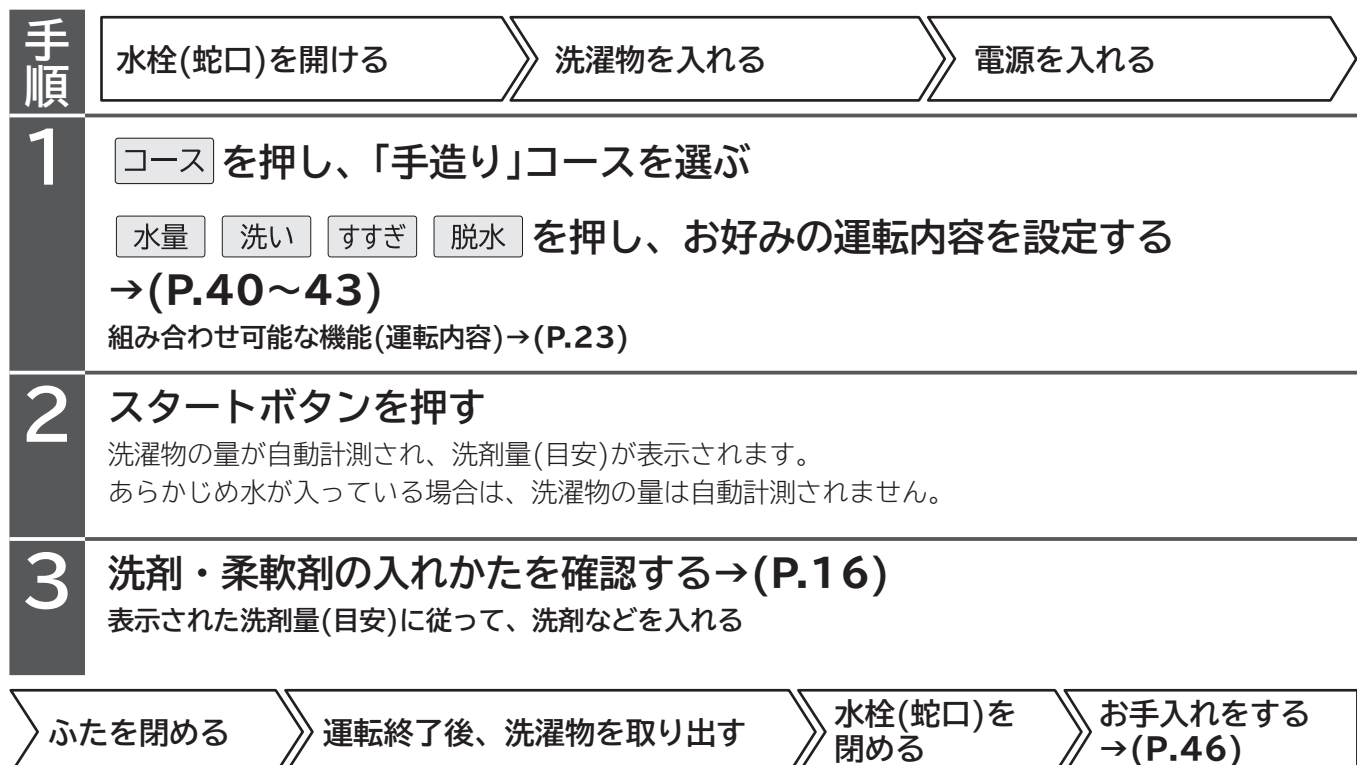 手順
水栓(蛇口)を開ける
洗濯物を入れる
電源を入れる
1
コース を押し、「手造り」コースを選ぶ
水量 洗い すすぎ 脱水 を押し、お好みの運転内容を設定する
→(P.40～43)
組み合わせ可能な機能(運転内容)→(P.23)
2
スタートボタンを押す
洗濯物の量が自動計測され、洗剤量(目安)が表示されます。
あらかじめ水が入っている場合は、洗濯物の量は自動計測されません。
3
洗剤・柔軟剤の入れかたを確認する→(P.16)
表示された洗剤量(目安)に従って、洗剤などを入れる
ふたを閉める
運転終了後、洗濯物を取り出す
水栓(蛇口)を
閉める
お手入れをする
→(P.46)